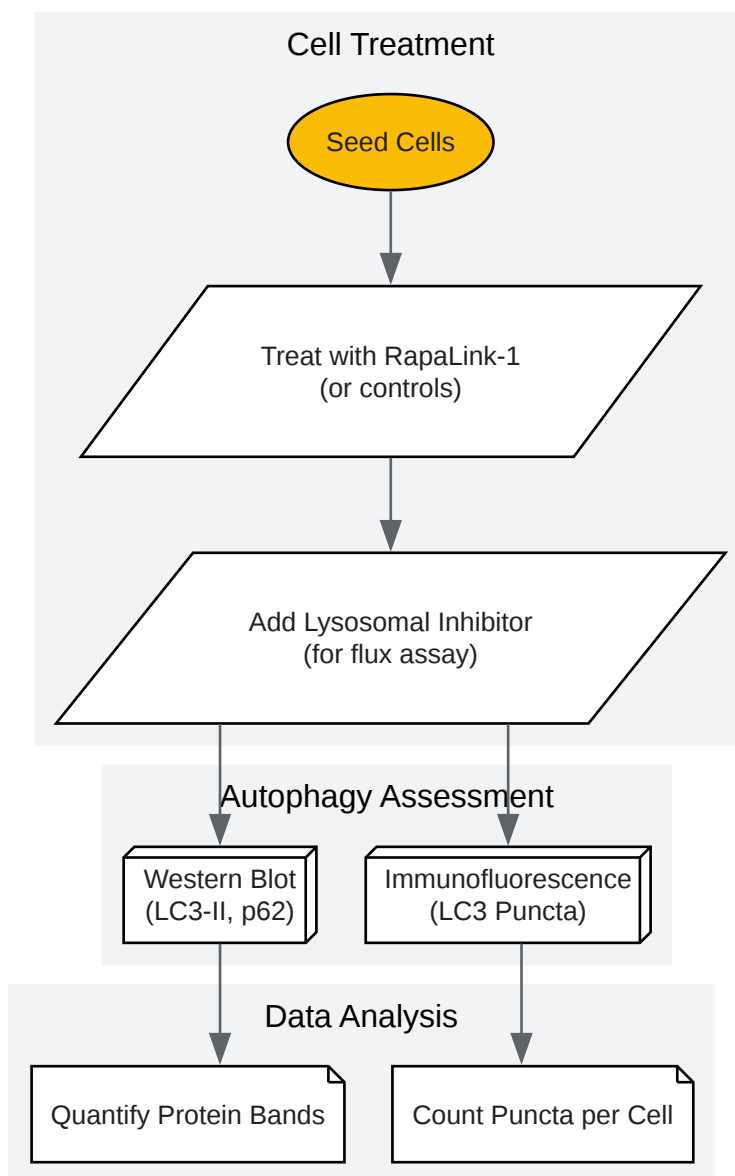 Cell Treatment
Seed Cells
Treat with RapaLink-1
(or controls)
Add Lysosomal Inhibitor
(for flux assay)
Autophagy Assessment
Western Blot
(LC3-II, p62)
Immunofluorescence
(LC3 Puncta)
Data Analysis
Quantify Protein Bands
Count Puncta per Cell